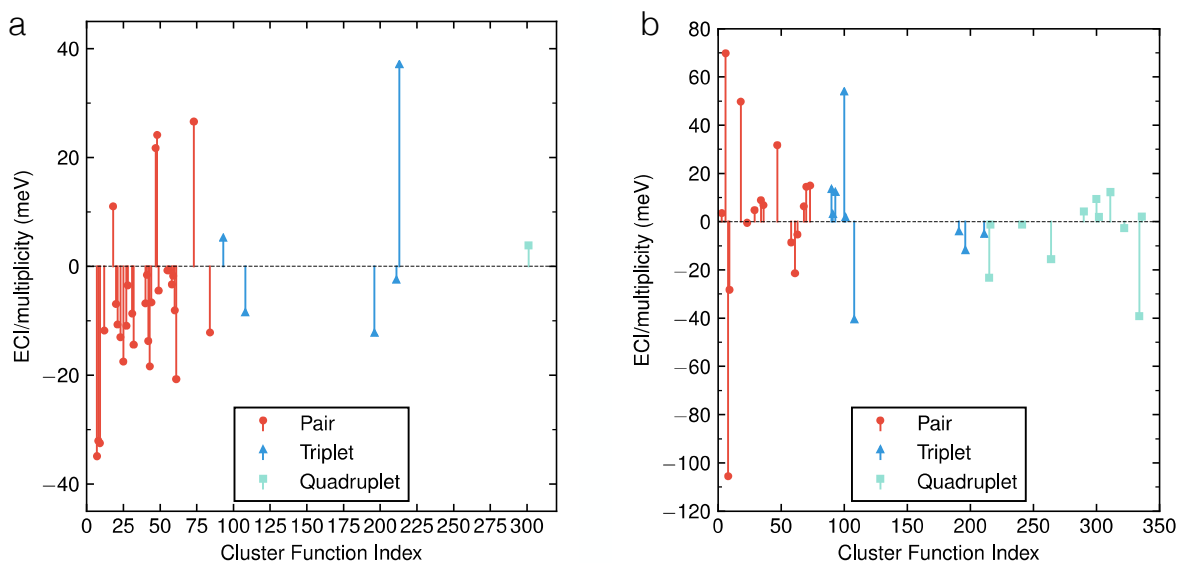 a
40
20
0
−20
−40
ECI/multiplicity (meV)
Pair
Triplet
Quadruplet
0 25 50 75 100 125 150 175 200 225 250 275 300
Cluster Function Index
b
80
60
40
20
0
−20
−40
−60
−80
−100
−120
ECI/multiplicity (meV)
Pair
Triplet
Quadruplet
0 50 100 150 200 250 300 350
Cluster Function Index